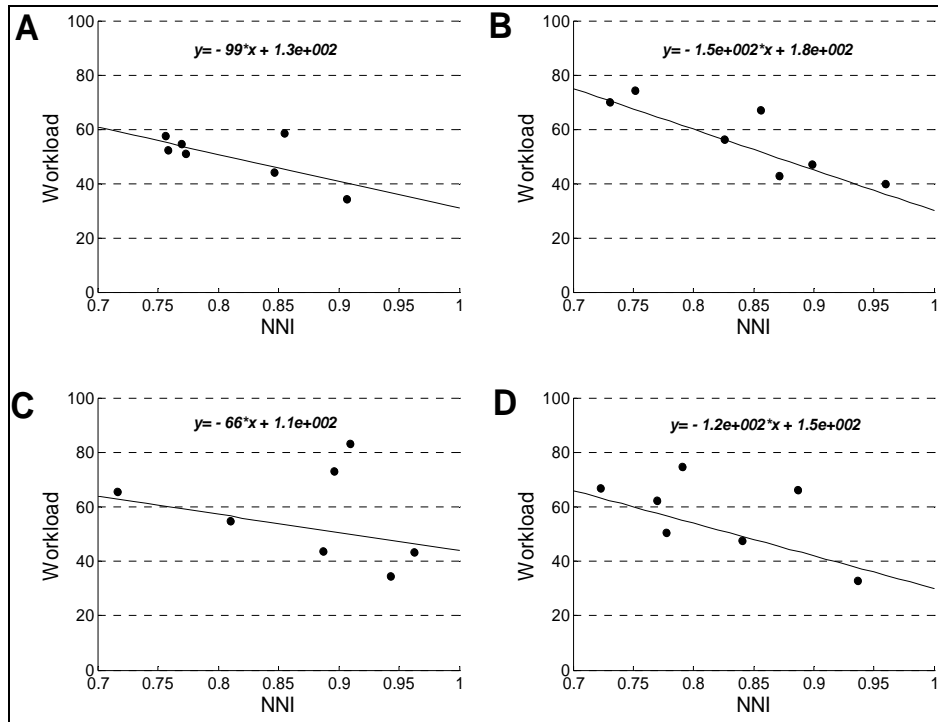 A
y= - 99*x + 1.3e+002
100
80
60
40
20
0
Workload
0.7 0.75 0.8 0.85 0.9 0.95 1
NNI
B
y= - 1.5e+002*x + 1.8e+002
100
80
60
40
20
0
Workload
0.7 0.75 0.8 0.85 0.9 0.95 1
NNI
C
y= - 66*x + 1.1e+002
100
80
60
40
20
0
Workload
0.7 0.75 0.8 0.85 0.9 0.95 1
NNI
D
y= - 1.2e+002*x + 1.5e+002
100
80
60
40
20
0
Workload
0.7 0.75 0.8 0.85 0.9 0.95 1
NNI